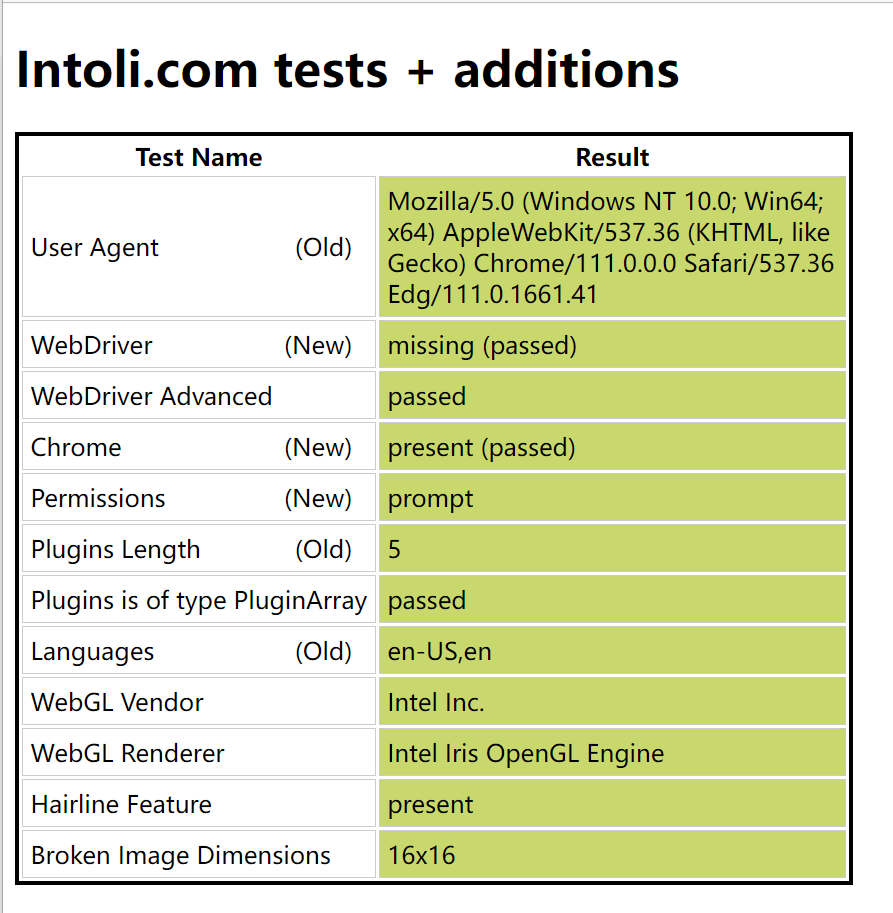 Intoli.com tests + additions
Test Name Result
User Agent (Old) Mozilla/5.0 (Windows NT 10.0; Win64;
x64) AppleWebKit/537.36 (KHTML, like
Gecko) Chrome/111.0.0.0 Safari/537.36
Edg/111.0.1661.41
WebDriver (New) missing (passed)
WebDriver Advanced passed
Chrome (New) present (passed)
Permissions (New) prompt
Plugins Length (Old) 5
Plugins is of type PluginArray passed
Languages (Old) en-US,en
WebGL Vendor Intel Inc.
WebGL Renderer Intel Iris OpenGL Engine
Hairline Feature present
Broken Image Dimensions 16x16